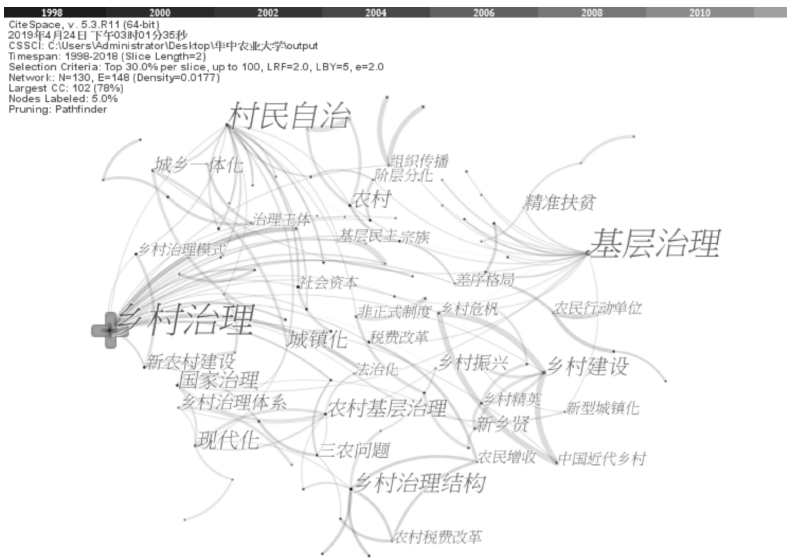 1998 2000 2002 2004 2006 2008 2010
CiteSpace, v. 5.3.R11 (64-bit)
2019年4月24日 下午03时01分35秒
CSSCI: C:\Users\Administrator\Desktop\华中农业大学\output
Timespan: 1998-2018 (Slice Length=2)
Selection Criteria: Top 30.0% per slice, up to 100, LRF=2.0, LBY=5, e=2.0
Network: N=130, E=148 (Density=0.0177)
Largest CC: 102 (78%)
Nodes Labeled: 5.0%
Pruning: Pathfinder
村民自治
组织传播
城乡一体化
阶层分化
农村
精准扶贫
治理主体
基层民主
宗族
基层治理
乡村治理模式
社会资本
差序格局
乡村治理
非正式制度
乡村危机
农民行动单位
城镇化
税费改革
新农村建设
法治化
乡村振兴
乡村建设
国家治理
乡村治理体系
农村基层治理
乡村精英
新型城镇化
新乡贤
现代化
三农问题
农民增收
中国近代乡村
乡村治理结构
农村税费改革